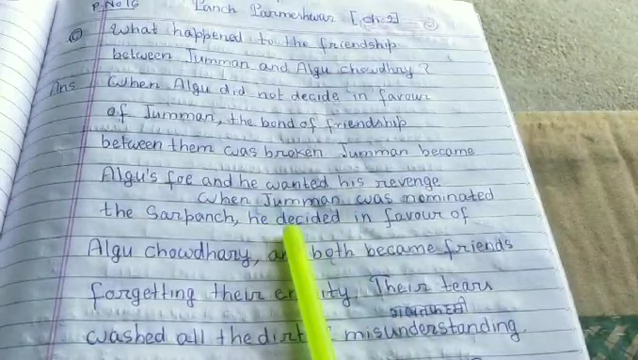 P.No 16 Panch Parmeshwar [ch-2]
(c) What happened to the friendship
between Jumman and Algu chowdhry?
Ans When Algu did not decide in favour
of Jumman, the bond of friendship
between them was broken Jumman became
Algu's foe and he wanted his revenge
When Jumman was nominated
the Sarpanch, he decided in favour of
Algu chowdhary, and both became friends
forgetting their Their tears
washed all the dirt misunderstanding.